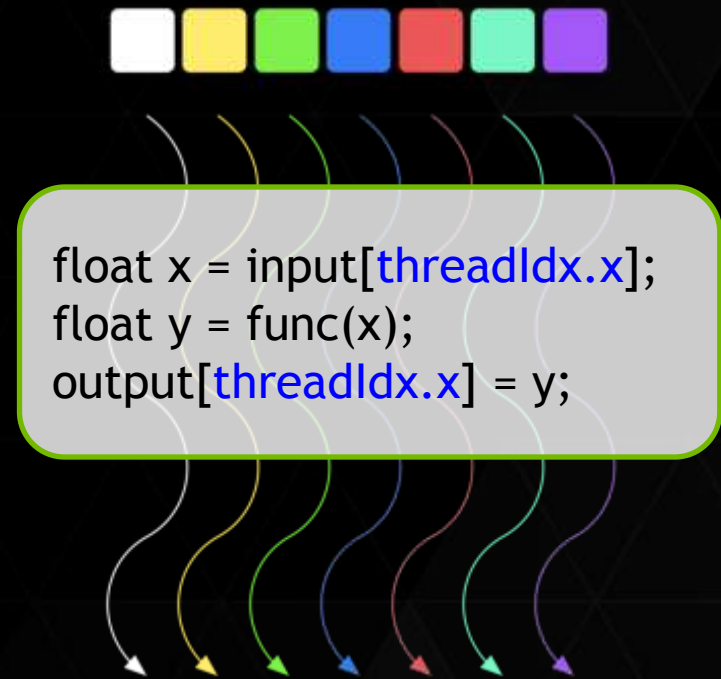 float x = input[threadIdx.x];
float y = func(x);
output[threadIdx.x] = y;